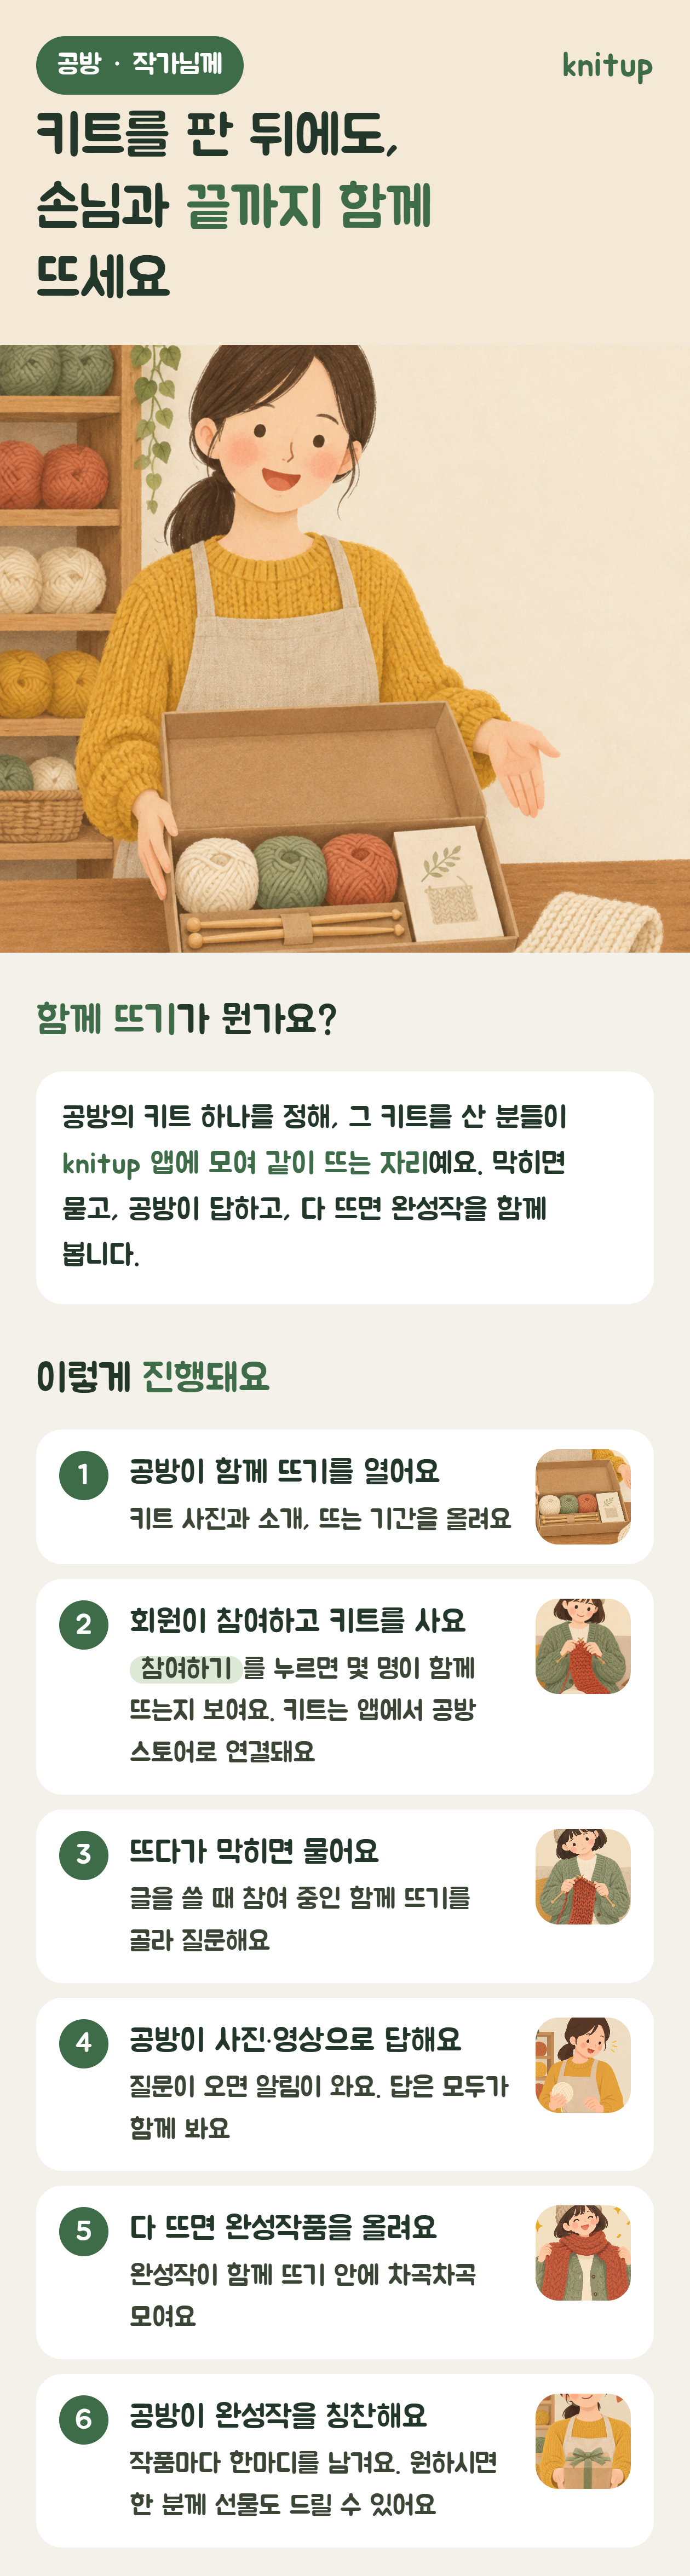 공방 · 작가님께
knitup
키트를 판 뒤에도,
손님과 끝까지 함께
뜨세요
함께 뜨기가 뭔가요?
공방의 키트 하나를 정해, 그 키트를 산 분들이
knitup 앱에 모여 같이 뜨는 자리예요. 막히면
묻고, 공방이 답하고, 다 뜨면 완성작을 함께
봅니다.
이렇게 진행돼요
1
공방이 함께 뜨기를 열어요
키트 사진과 소개, 뜨는 기간을 올려요
2
회원이 참여하고 키트를 사요
참여하기를 누르면 몇 명이 함께
뜨는지 보여요. 키트는 앱에서 공방
스토어로 연결돼요
3
뜨다가 막히면 물어요
글을 쓸 때 참여 중인 함께 뜨기를
골라 질문해요
4
공방이 사진·영상으로 답해요
질문이 오면 알림이 와요. 답은 모두가
함께 봐요
5
다 뜨면 완성작품을 올려요
완성작이 함께 뜨기 안에 차곡차곡
모여요
6
공방이 완성작을 칭찬해요
작품마다 한마디를 남겨요. 원하시면
한 분께 선물도 드릴 수 있어요